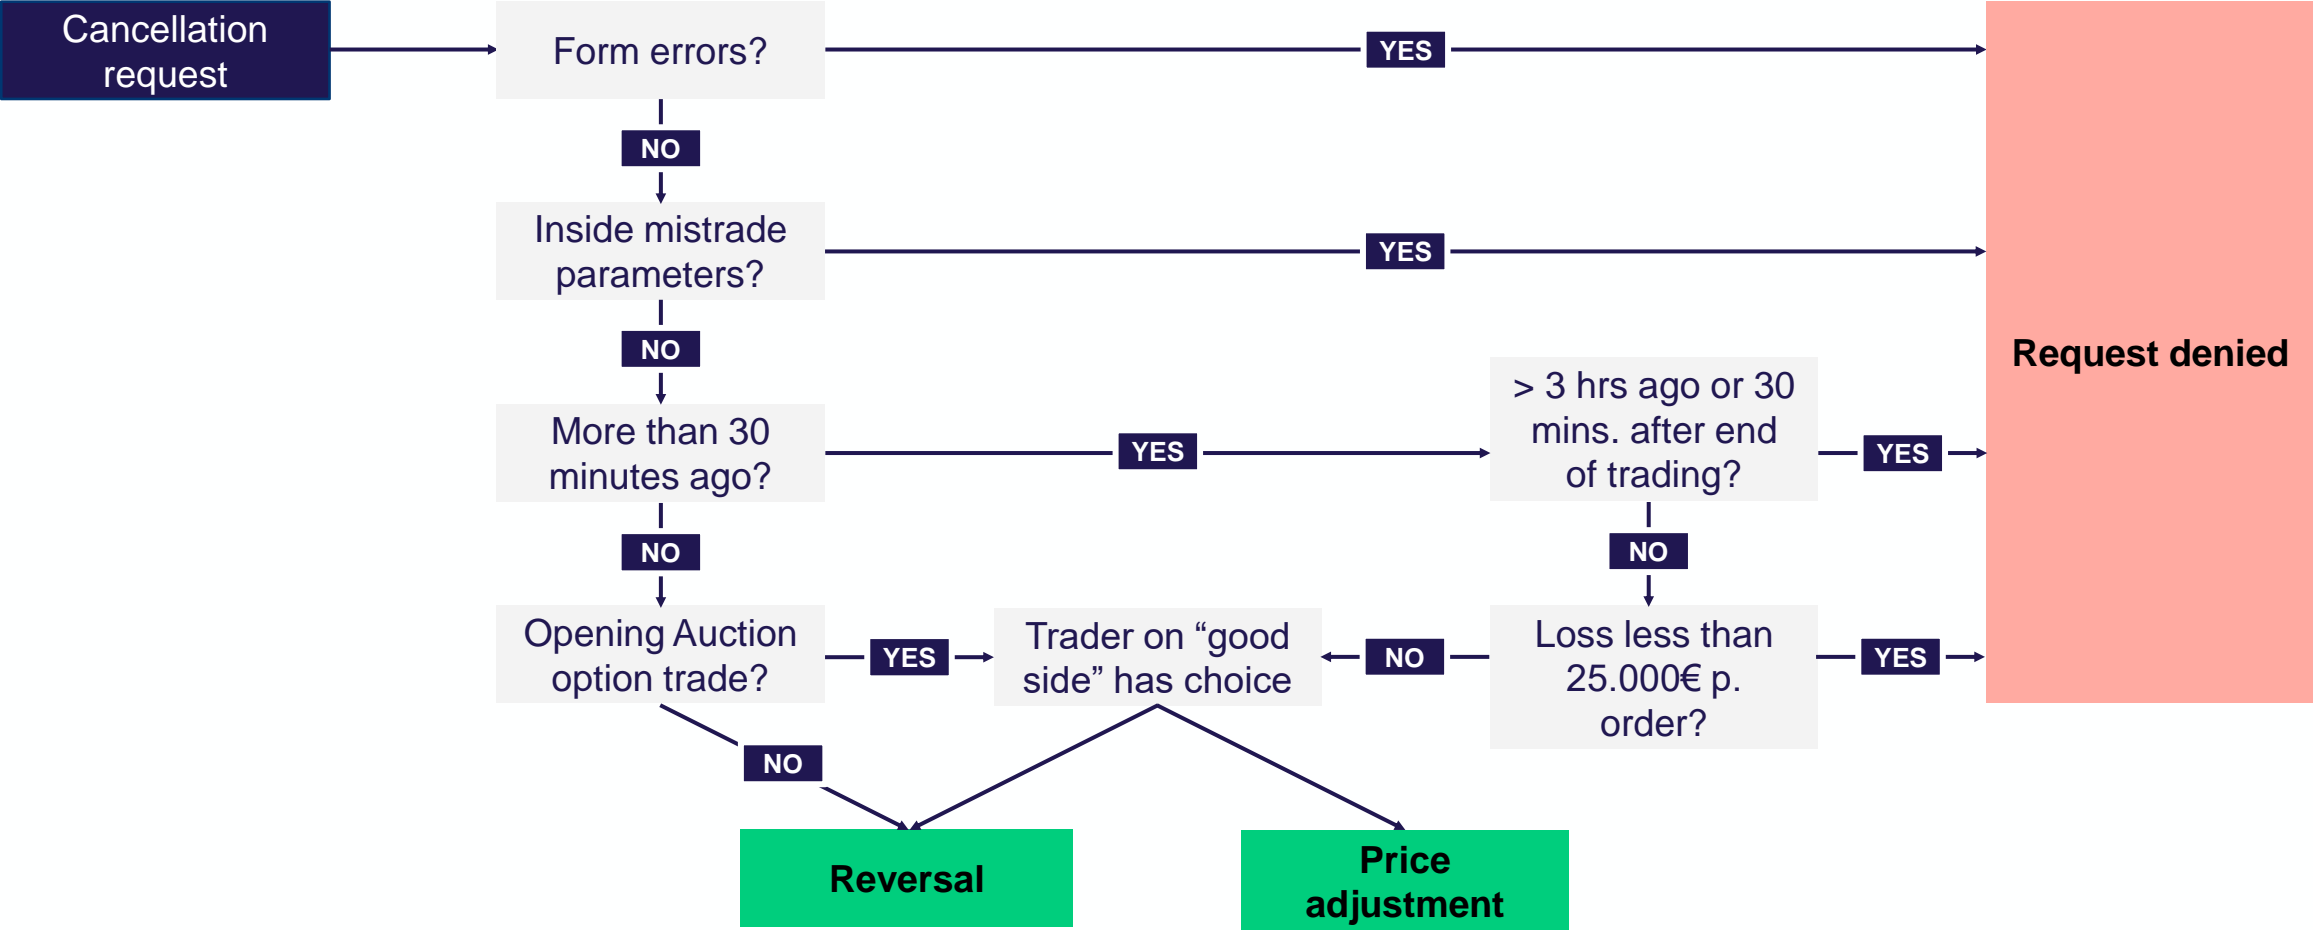 Cancellation
request
Form errors?
YES
NO
Inside mistrade
parameters?
YES
NO
More than 30
minutes ago?
YES
> 3 hrs ago or 30
mins. after end
of trading?
YES
Request denied
NO
NO
Opening Auction
option trade?
YES
Trader on “good
side” has choice
NO
Loss less than
25.000€ p.
order?
YES
NO
Reversal
Price
adjustment